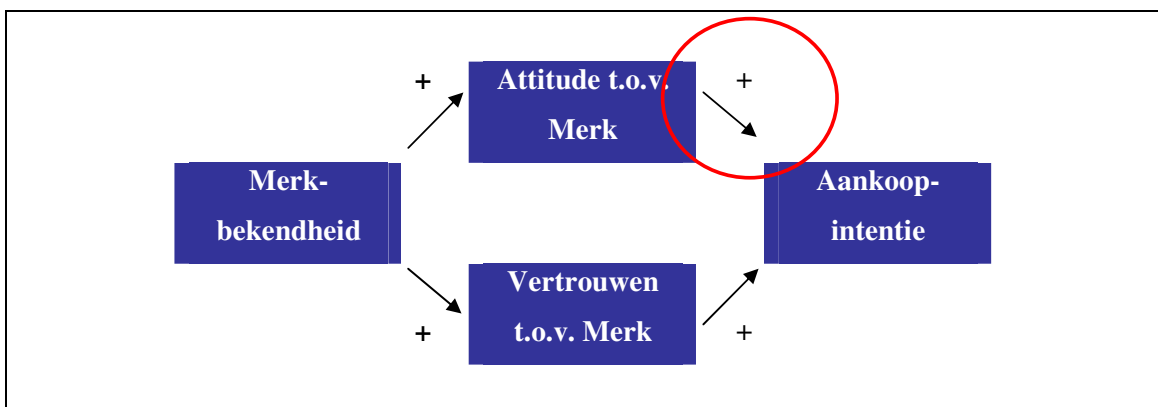 +
Attitude t.o.v.
Merk
+
Merk-
bekendheid
Aankoop-
intentie
+
Vertrouwen
t.o.v. Merk
+